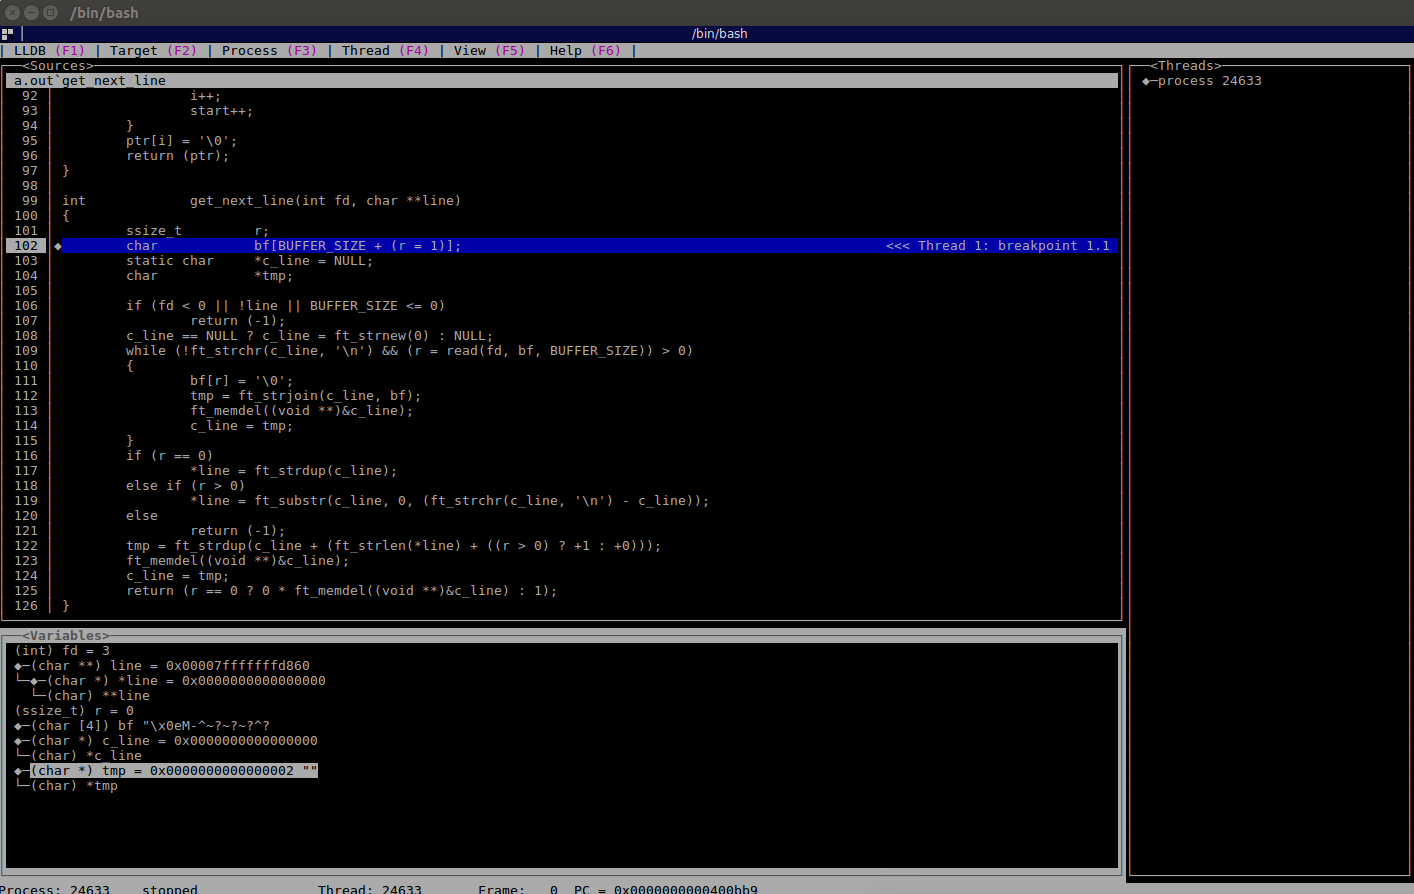 /bin/bash
/bin/bash
| LLDB (F1) | Target (F2) | Process (F3) | Thread (F4) | View (F5) | Help (F6) |
<Sources>
a.out`get_next_line
92 | i++;
93 | start++;
94 | }
95 | ptr[i] = '\0';
96 | return (ptr);
97 | }
98 |
99 | int get_next_line(int fd, char **line)
100 | {
101 | ssize_t r;
102 |◆ char bf[BUFFER_SIZE + (r = 1)]; <<< Thread 1: breakpoint 1.1
103 | static char *c_line = NULL;
104 | char *tmp;
105 |
106 | if (fd < 0 || !line || BUFFER_SIZE <= 0)
107 | return (-1);
108 | c_line == NULL ? c_line = ft_strnew(0) : NULL;
109 | while (!ft_strchr(c_line, '\n') && (r = read(fd, bf, BUFFER_SIZE)) > 0)
110 | {
111 | bf[r] = '\0';
112 | tmp = ft_strjoin(c_line, bf);
113 | ft_memdel((void **)&c_line);
114 | c_line = tmp;
115 | }
116 | if (r == 0)
117 | *line = ft_strdup(c_line);
118 | else if (r > 0)
119 | *line = ft_substr(c_line, 0, (ft_strchr(c_line, '\n') - c_line));
120 | else
121 | return (-1);
122 | tmp = ft_strdup(c_line + (ft_strlen(*line) + ((r > 0) ? +1 : +0)));
123 | ft_memdel((void **)&c_line);
124 | c_line = tmp;
125 | return (r == 0 ? 0 * ft_memdel((void **)&c_line) : 1);
126 | }
<Threads>
◆─process 24633
<Variables>
(int) fd = 3
◆─(char **) line = 0x00007fffffffd860
└─◆─(char *) *line = 0x0000000000000000
└─(char) **line
(ssize_t) r = 0
◆─(char [4]) bf "\x0eM-^~?~?~?^?
◆─(char *) c_line = 0x0000000000000000
└─(char) *c_line
◆─(char *) tmp = 0x0000000000000002 ""
└─(char) *tmp
Process: 24633 stopped Thread: 24633 Frame: 0 PC = 0x0000000000400bb9